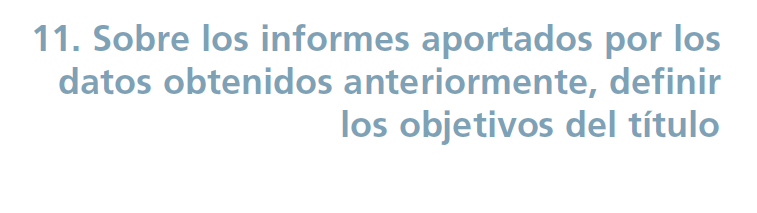 11. Sobre los informes aportados por los
datos obtenidos anteriormente, definir
los objetivos del título